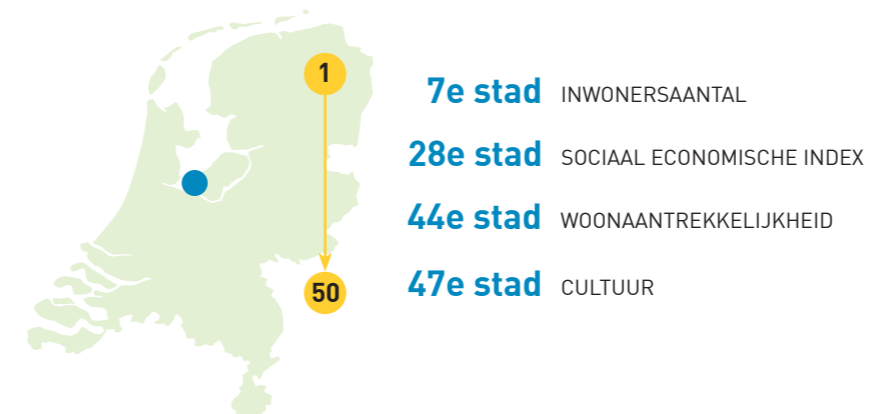 1
50
7e stad INWONERSAANTAL
28e stad SOCIAAL ECONOMISCHE INDEX
44e stad WOONAANTREKKELIJKHEID
47e stad CULTUUR